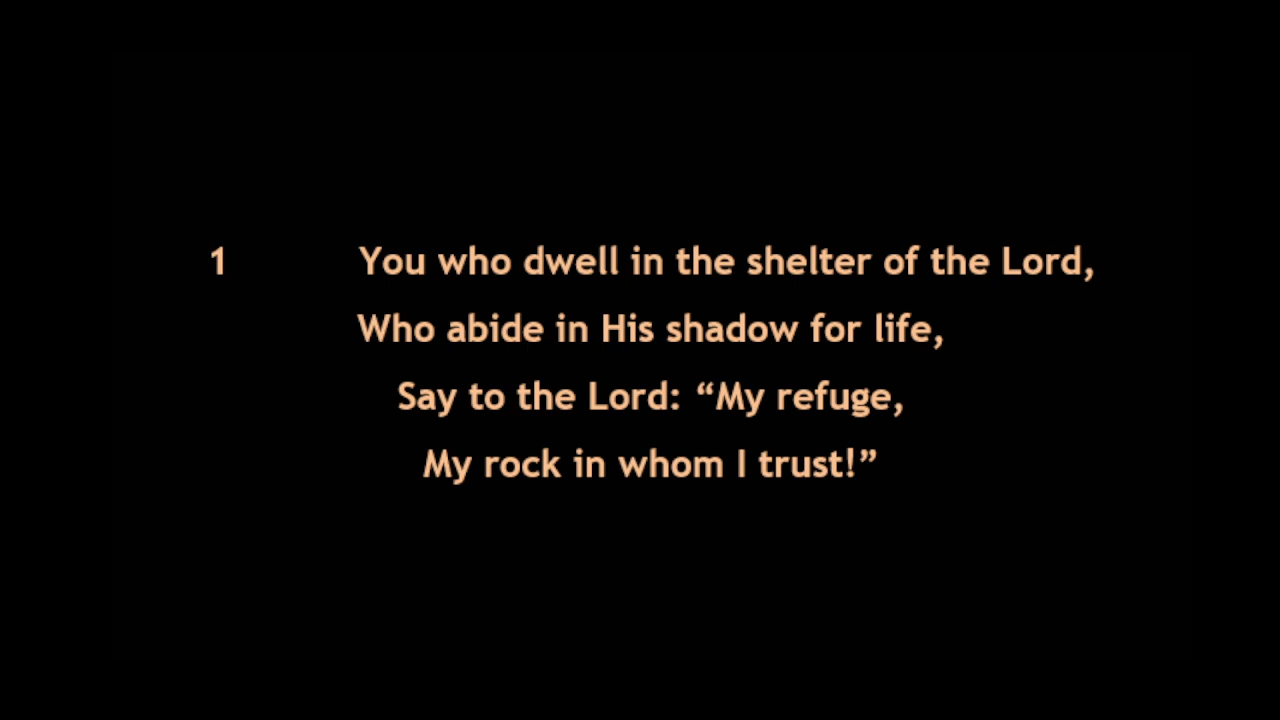 1 You who dwell in the shelter of the Lord,
Who abide in His shadow for life,
Say to the Lord: “My refuge,
My rock in whom I trust!”